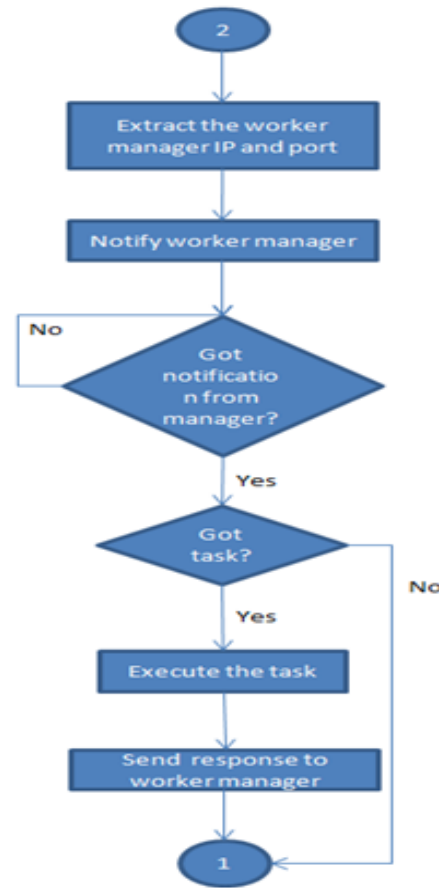 2
Extract the worker
manager IP and port
Notify worker manager
No
Got
notificatio
n from
manager?
Yes
Got
task?
No
Yes
Execute the task
Send response to
worker manager
1